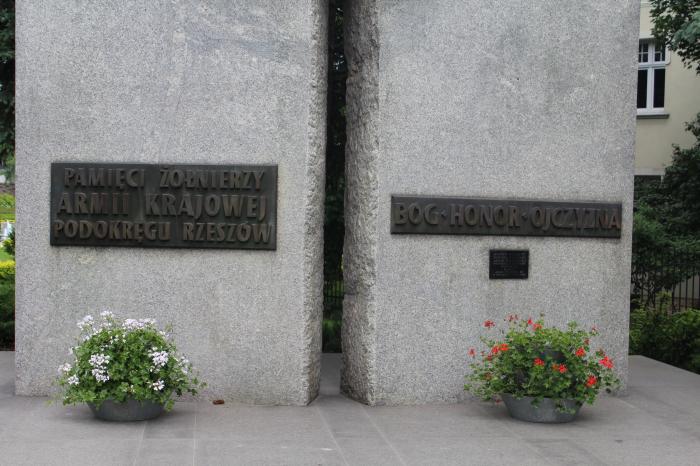 PAMIĘCI ŻOŁNIERZY
ARMII KRAJOWEJ
PODOKRĘGU RZESZÓW
BÓG·HONOR·OJCZYZNA